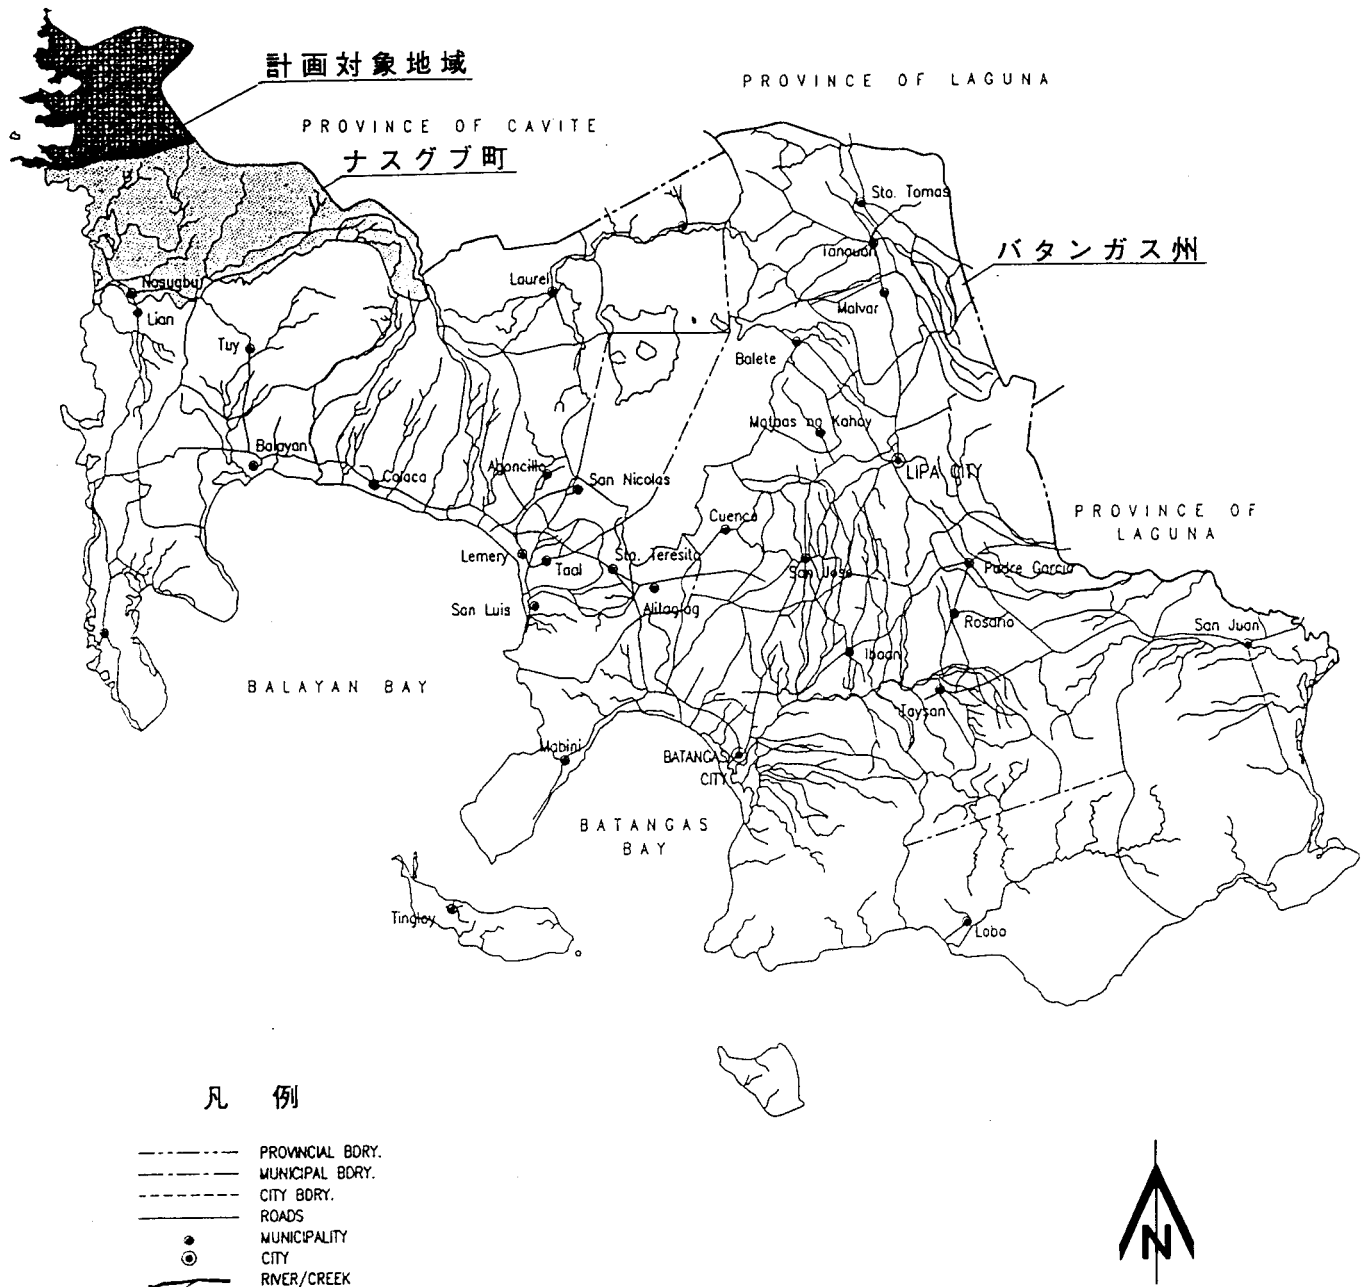 計画対象地域
PROVINCE OF LAGUNA
PROVINCE OF CAVITE
ナスグブ町
Sto. Tomas
Tanauan
バタンガス州
Nasugbu
Laurel
Lian
Malvar
Tuy
Balete
Mataas na Kahoy
Balayan
Agoncillo
LIPA CITY
Calaca
San Nicolas
Cuenca
PROVINCE OF
LAGUNA
Lemery
Taal
Sta. Teresita
San Jose
Padre Garcia
San Luis
Alitagtag
Rosario
San Juan
Ibaan
BALAYAN BAY
Taysan
Mabini
BATANGAS
CITY
BATANGAS
BAY
Tingloy
Lobo
凡 例
PROVINCIAL BDRY.
MUNICIPAL BDRY.
CITY BDRY.
ROADS
MUNICIPALITY
CITY
RIVER/CREEK
N